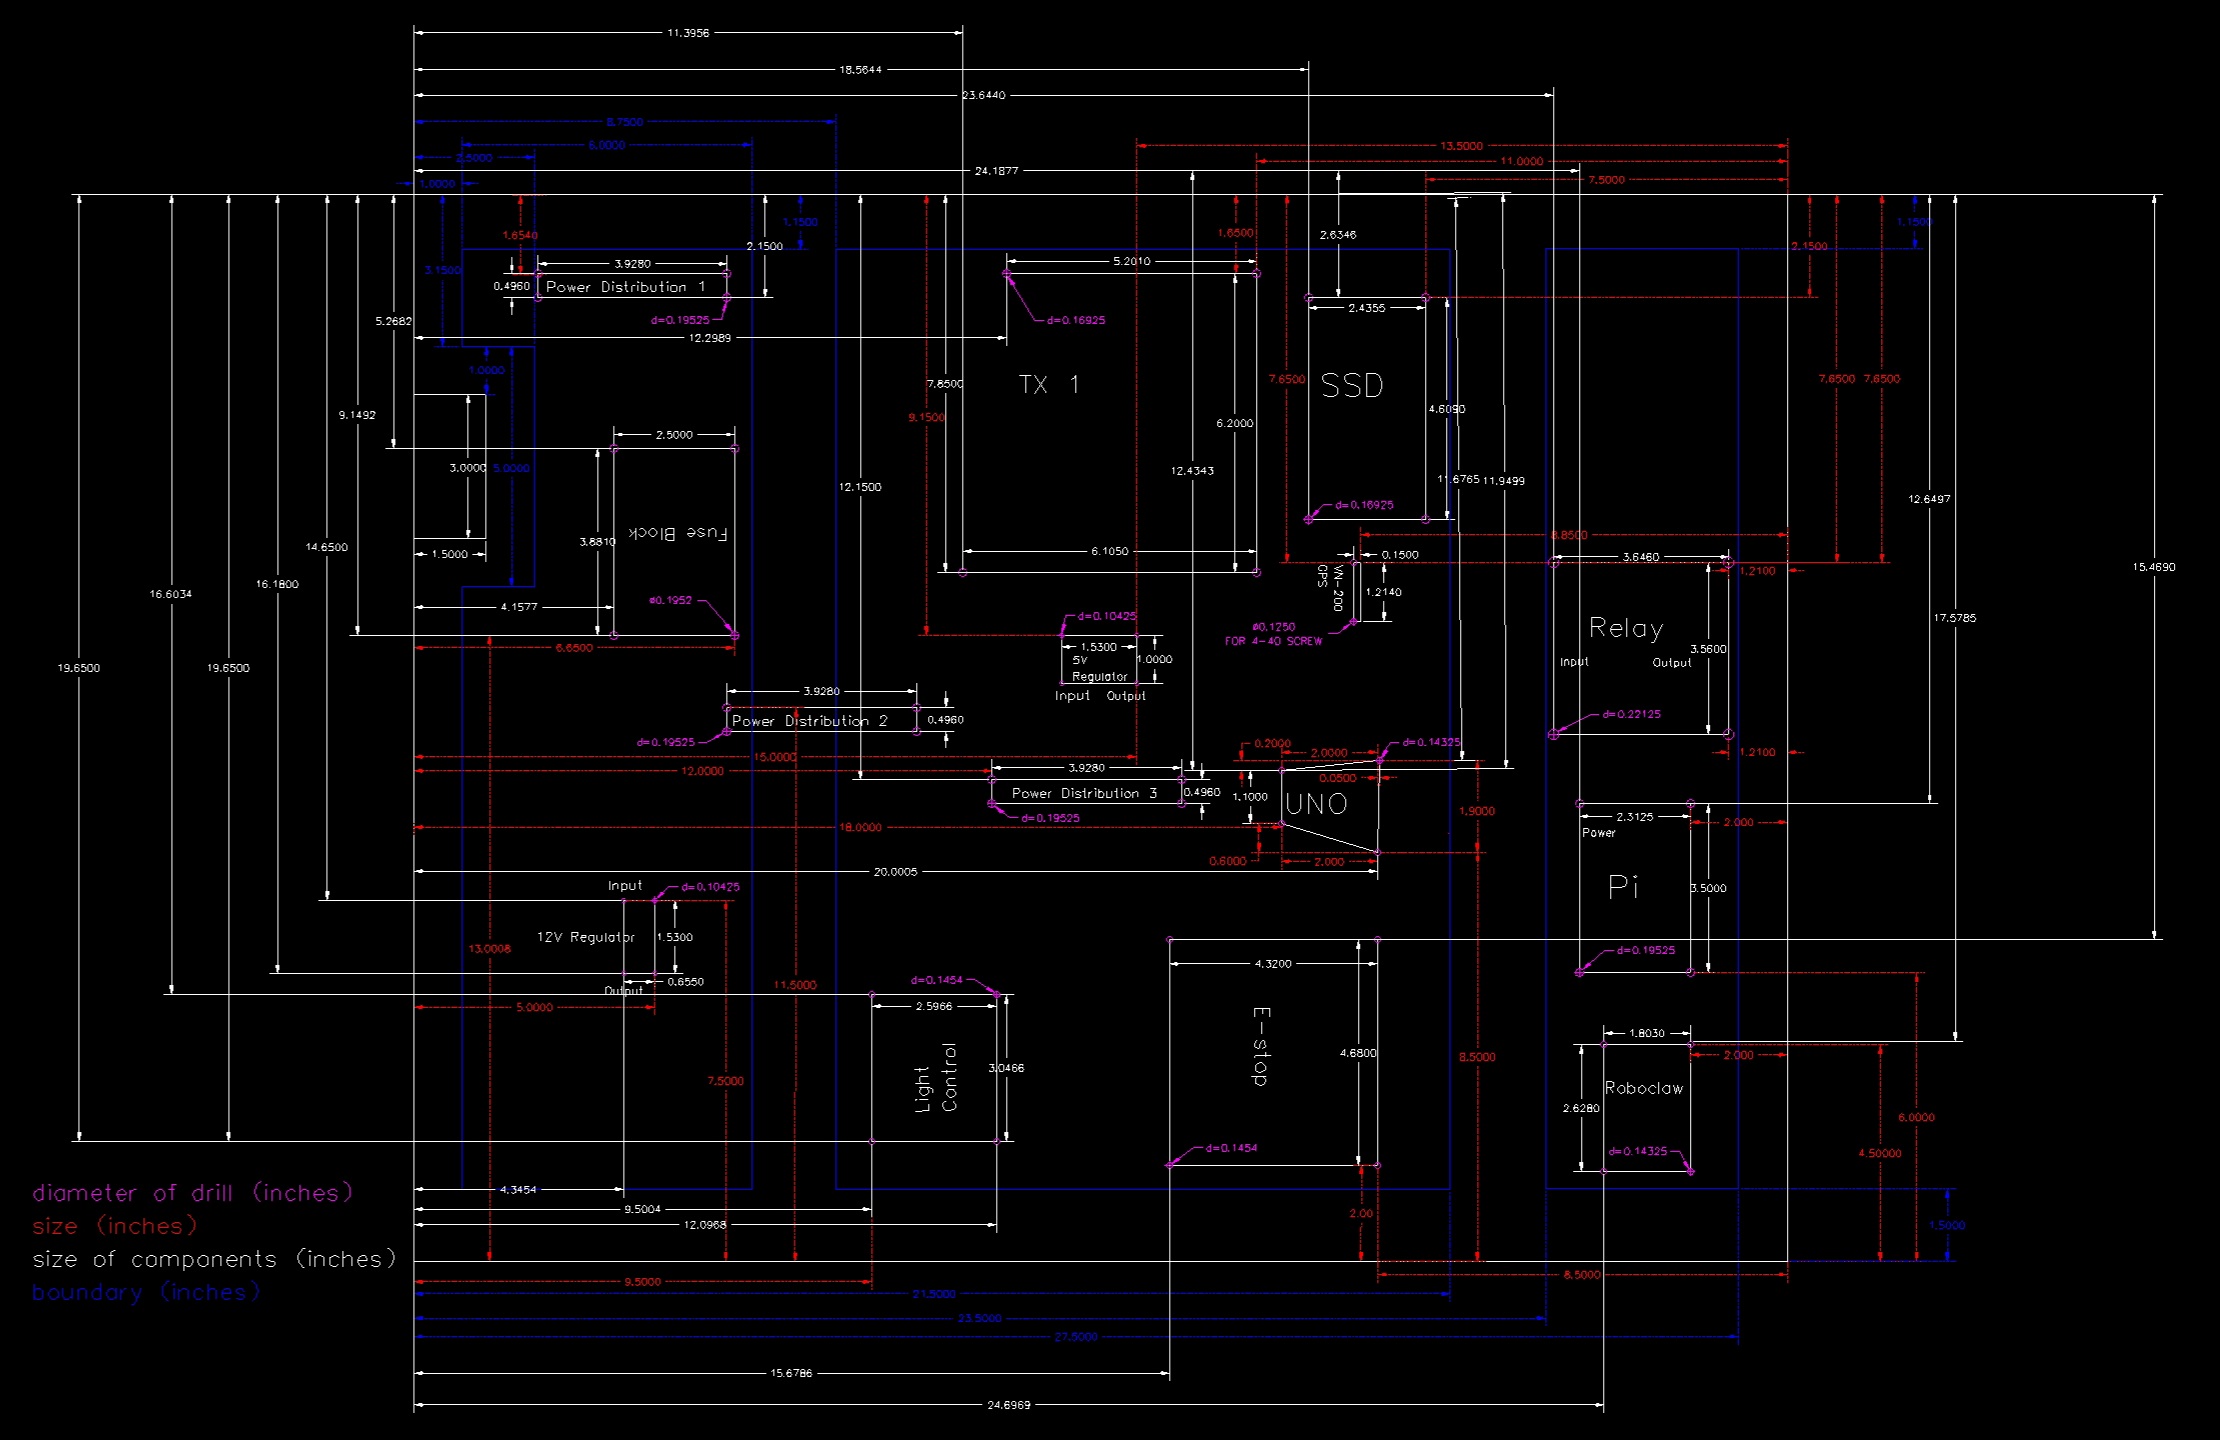 11.3956
18.5644
23.6440
8.7500
6.0000
13.5000
2.5000
11.0000
24.1877
7.5000
1.0000
1.6540
1.1500
2.1500
1.6500
2.6346
2.1500
1.1500
3.9280
5.2010
3.1500
0.4960
Power Distribution 1
d=0.19525
d=0.16925
2.4355
5.2682
12.2989
1.0000
7.8500
TX 1
7.6500
SSD
7.6500
7.6500
9.1492
9.1500
6.2000
4.6090
2.5000
3.0000
5.0000
12.4343
11.6765
11.9499
12.1500
12.6497
d=0.16925
Fuse Block
3.8810
14.6500
1.5000
6.1050
8.8500
0.1500
3.6460
15.4690
16.1800
1.2100
16.6034
4.1577
ø0.1952
VN-200
GPS
1.2140
17.5785
d=0.10425
ø0.1250
FOR 4-40 SCREW
Relay
6.6500
1.5300
1.0000
5V
Regulator
Input
Output
Input
Output
3.5600
19.6500
19.6500
3.9280
Power Distribution 2
0.4960
d=0.22125
d=0.19525
15.0000
0.2000
2.0000
d=0.14325
1.2100
12.0000
3.9280
0.0500
Power Distribution 3
0.4960
1.1000
UNO
1.9000
d=0.19525
2.3125
2.000
Power
18.0000
0.6000
2.000
20.0005
Input
d=0.10425
Pi
3.5000
12V Regulator
1.5300
13.0008
d=0.19525
Output
0.6550
11.5000
d=0.1454
4.3200
5.0000
2.5966
E-stop
1.8030
2.000
7.5000
Light
Control
3.0466
4.6800
8.5000
Roboclaw
2.6280
6.0000
d=0.1454
d=0.14325
4.50000
diameter of drill (inches)
4.3454
9.5004
2.00
size (inches)
12.0968
1.5000
size of components (inches)
9.5000
8.5000
boundary (inches)
21.5000
23.5000
27.5000
15.6786
24.6969